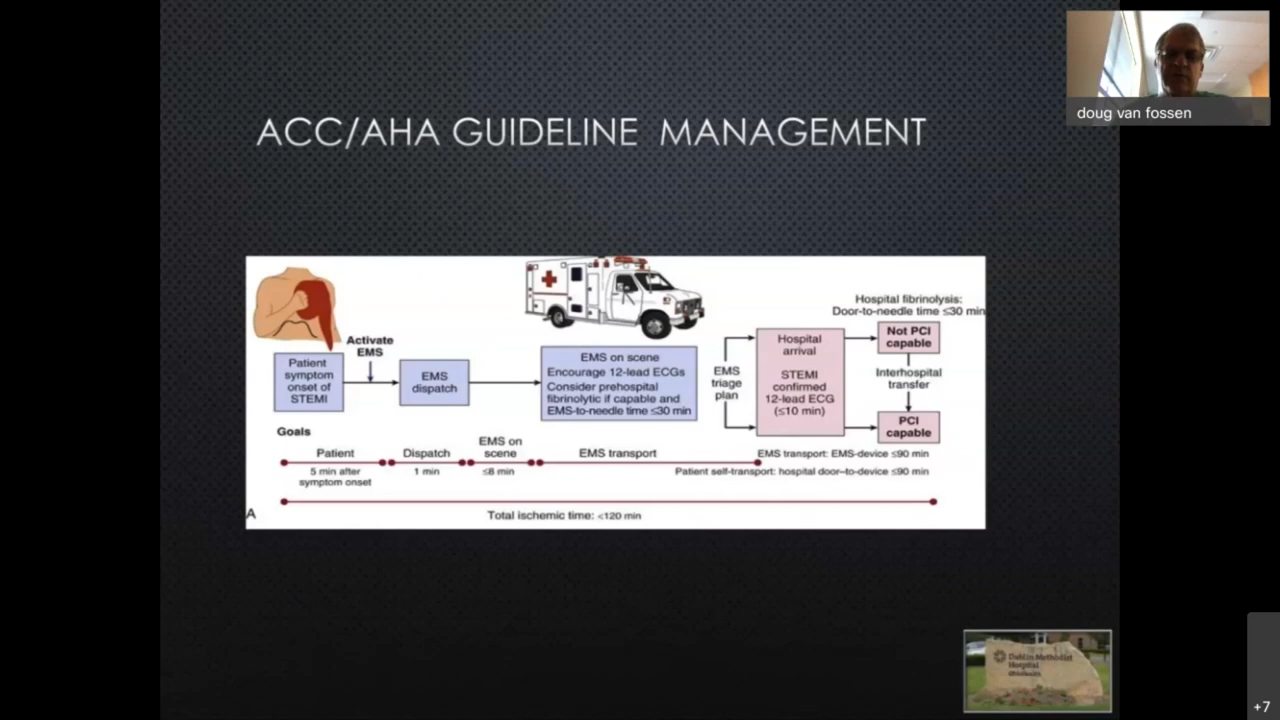 doug van fossen
ACC/AHA GUIDELINE MANAGEMENT
Hospital fibrinolysis:
Door-to-needle time ≤30 min
Activate
EMS
Patient
symptom
onset of
STEMI
EMS
dispatch
EMS on scene
Encourage 12-lead ECGs
Consider prehospital
fibrinolytic if capable and
EMS-to-needle time ≤30 min
EMS
triage
plan
Hospital
arrival
STEMI
confirmed
12-lead ECG
(≤10 min)
Not PCI
capable
Interhospital
transfer
PCI
capable
Goals
Patient
5 min after
symptom onset
Dispatch
1 min
EMS on
scene
≤8 min
EMS transport
EMS transport: EMS-device ≤90 min
Patient self-transport: hospital door-to-device ≤90 min
A
Total ischemic time: <120 min
Dublin Methodist
Hospital
OhioHealth
+7